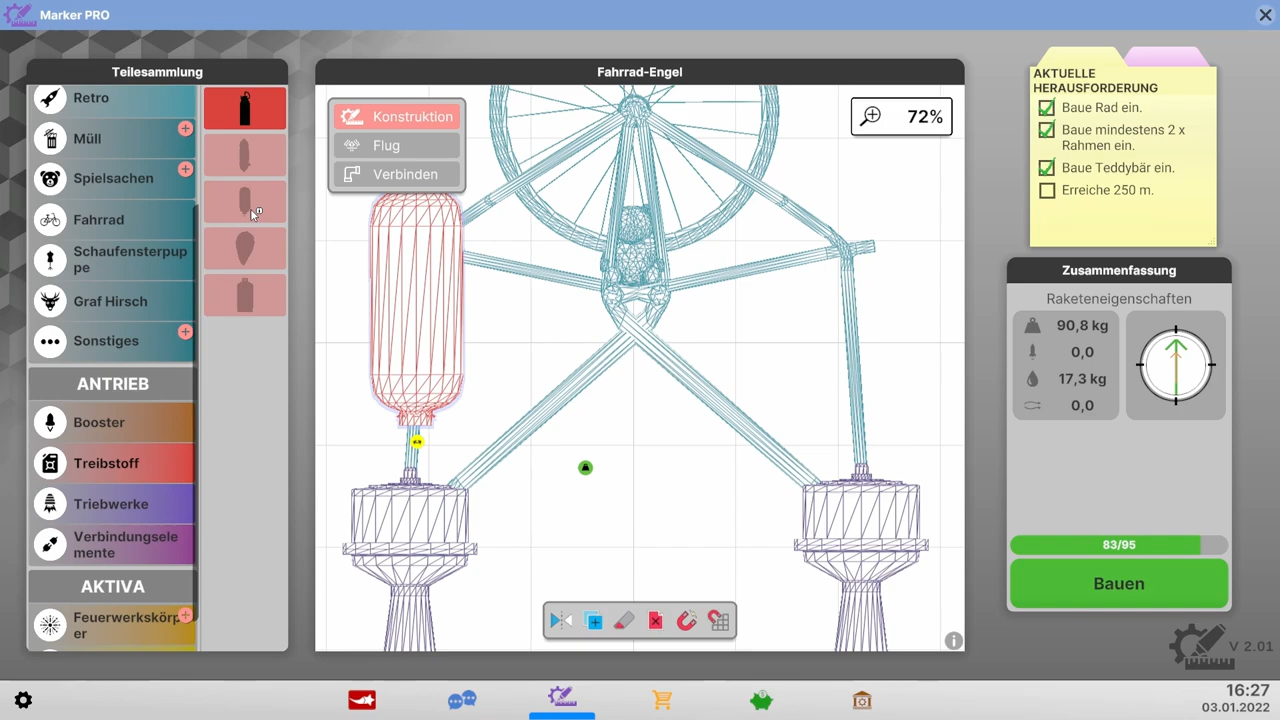 Marker PRO
Teilesammlung
Retro
Müll
Spielsachen
Fahrrad
Schaufensterpup
pe
Graf Hirsch
Sonstiges
ANTRIEB
Booster
Treibstoff
Triebwerke
Verbindungsele
mente
AKTIVA
Feuerwerkskörp
er
Fahrrad-Engel
Konstruktion
Flug
Verbinden
72%
AKTUELLE
HERAUSFORDERUNG
Baue Rad ein.
Baue mindestens 2 x
Rahmen ein.
Baue Teddybär ein.
Erreiche 250 m.
Zusammenfassung
Raketeneigenschaften
90,8 kg
0,0
17,3 kg
0,0
83/95
Bauen
V 2.01
16:27
03.01.2022